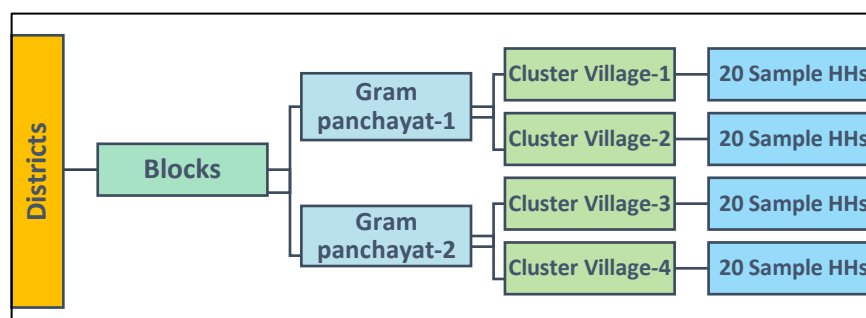 Districts
Blocks
Gram
panchayat-1
Gram
panchayat-2
Cluster Village-1
20 Sample HHs
Cluster Village-2
20 Sample HHs
Cluster Village-3
20 Sample HHs
Cluster Village-4
20 Sample HHs